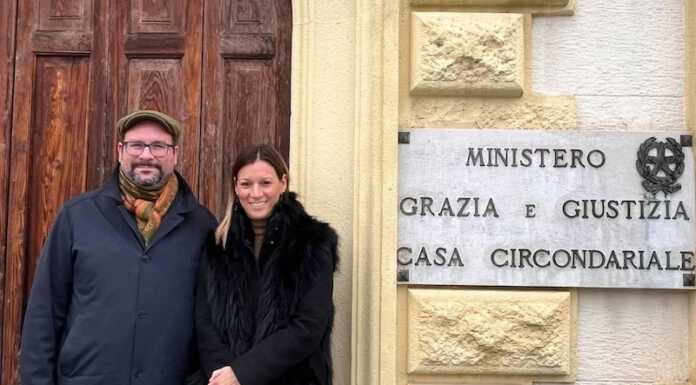 MINISTERO
GRAZIA E GIUSTIZIA
CASA CIRCONDARIALE